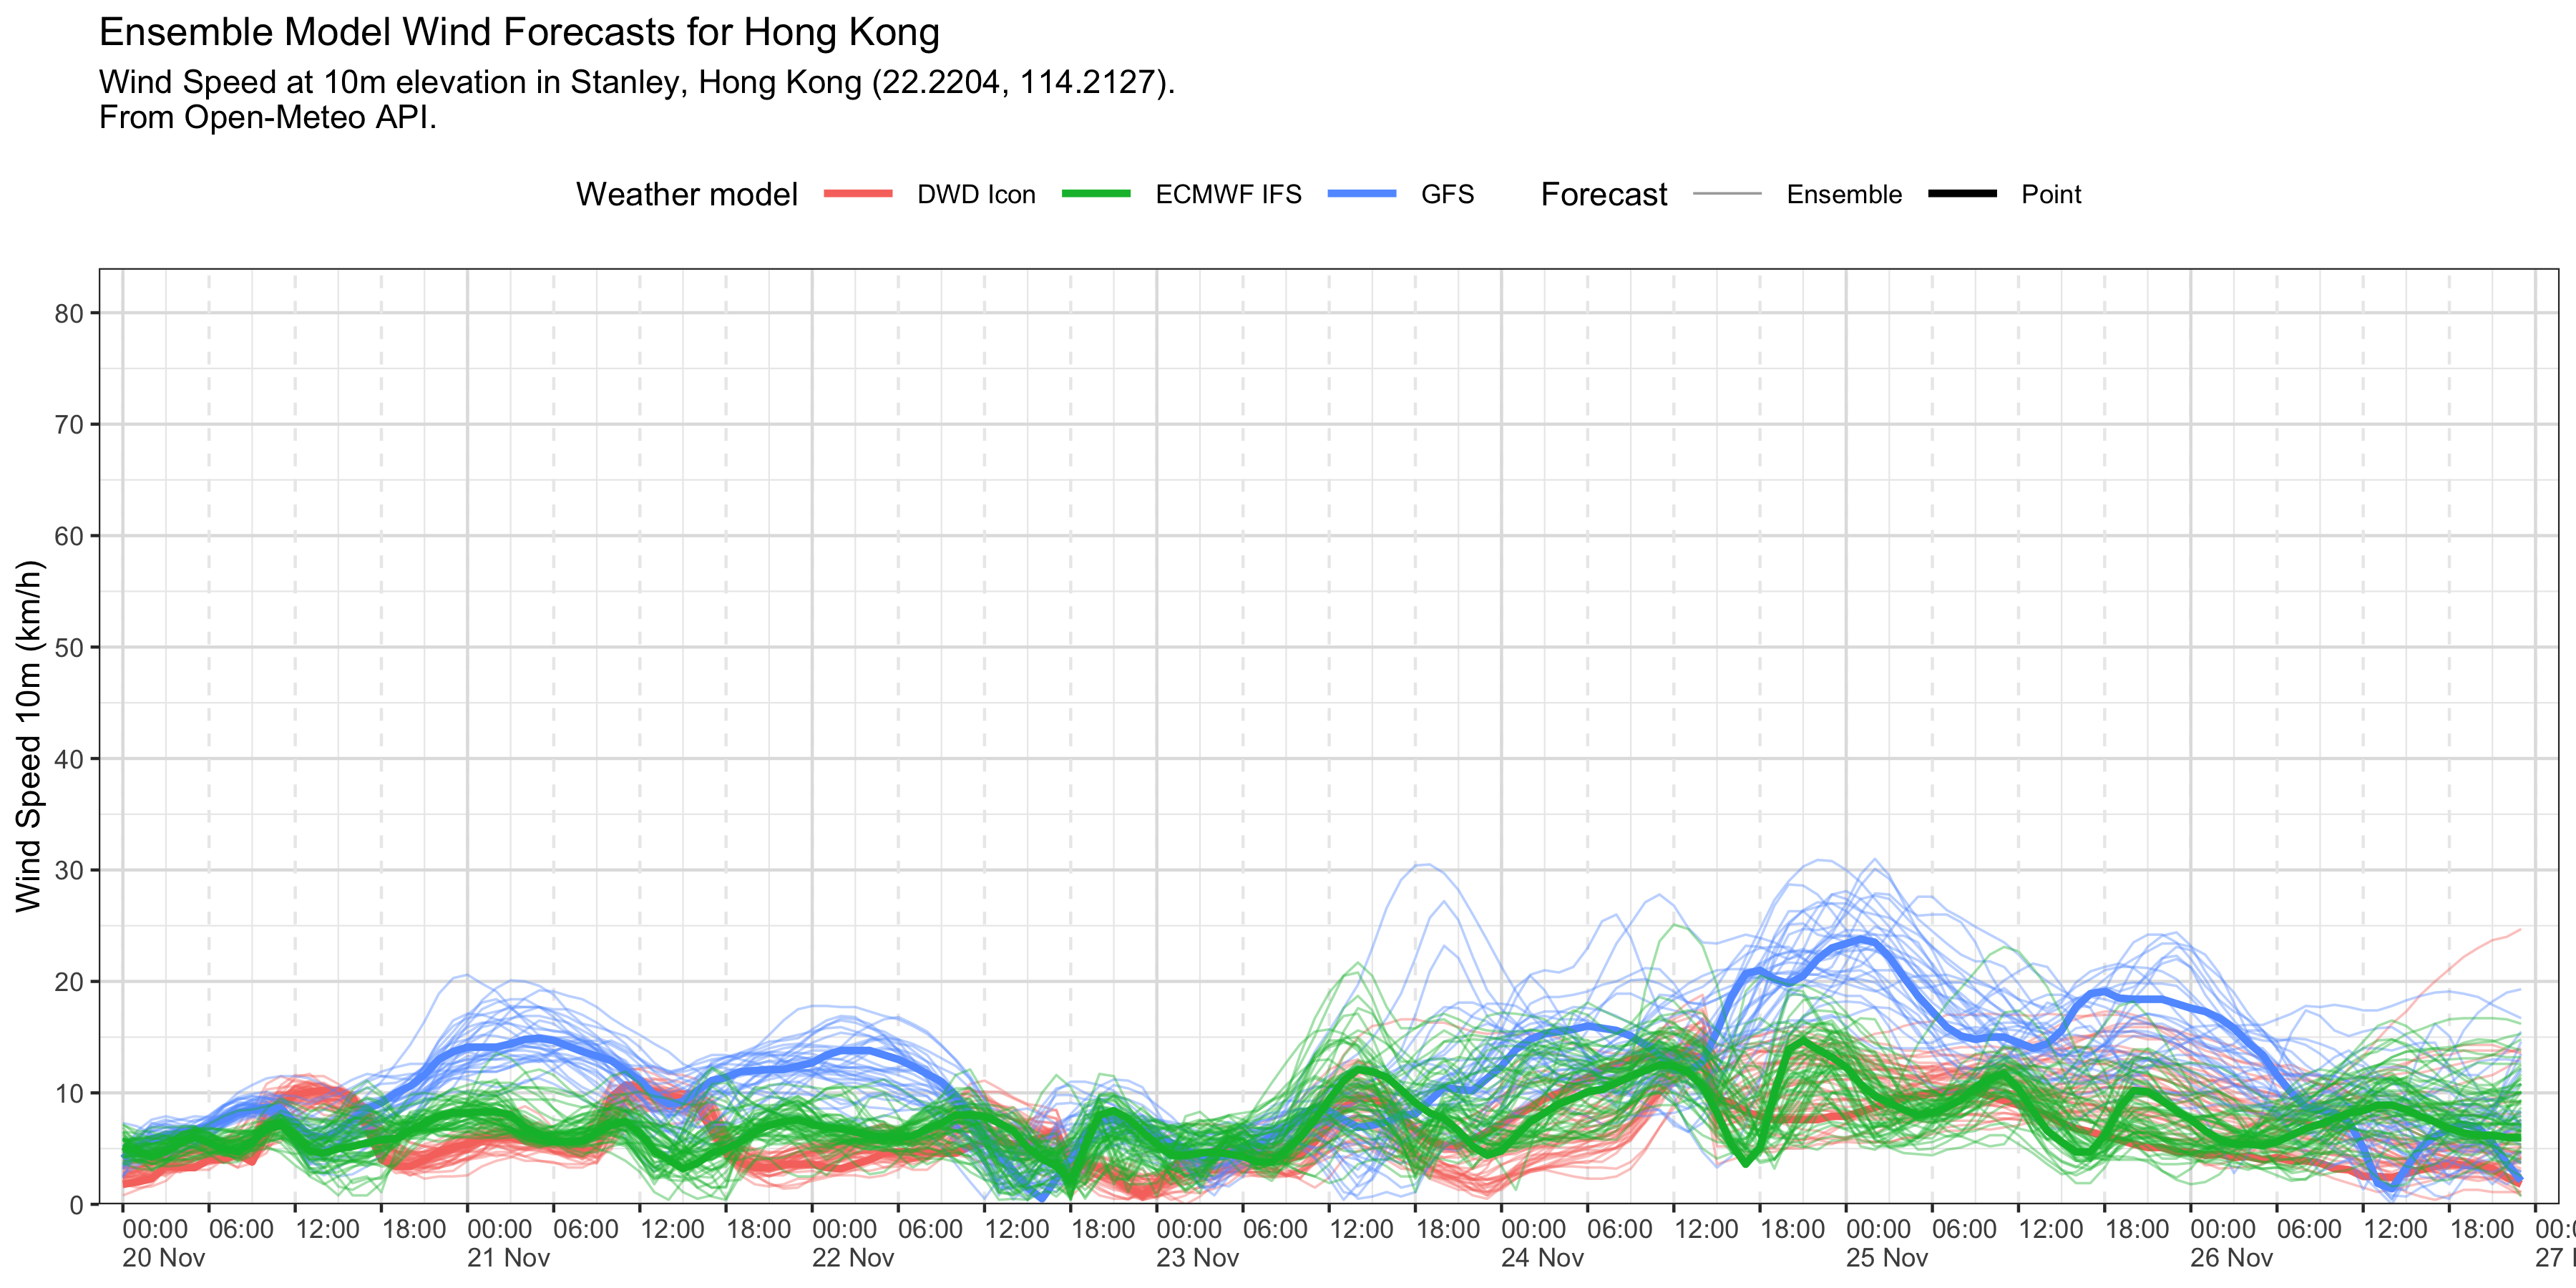 Ensemble Model Wind Forecasts for Hong Kong
Wind Speed at 10m elevation in Stanley, Hong Kong (22.2204, 114.2127).
From Open-Meteo API.
Weather model DWD Icon ECMWF IFS GFS Forecast Ensemble Point
Wind Speed 10m (km/h)
80
70
60
50
40
30
20
10
0
00:00 06:00 12:00 18:00 00:00 06:00 12:00 18:00 00:00 06:00 12:00 18:00 00:00 06:00 12:00 18:00 00:00 06:00 12:00 18:00 00:00 06:00 12:00 18:00 00:00 06:00 12:00 18:00
20 Nov 21 Nov 22 Nov 23 Nov 24 Nov 25 Nov 26 Nov 27